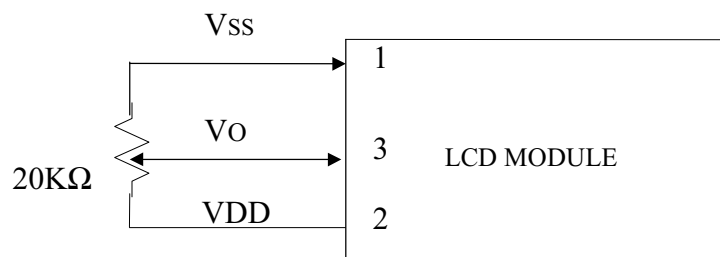 VSS
1
VO
3
LCD MODULE
20KΩ
VDD
2